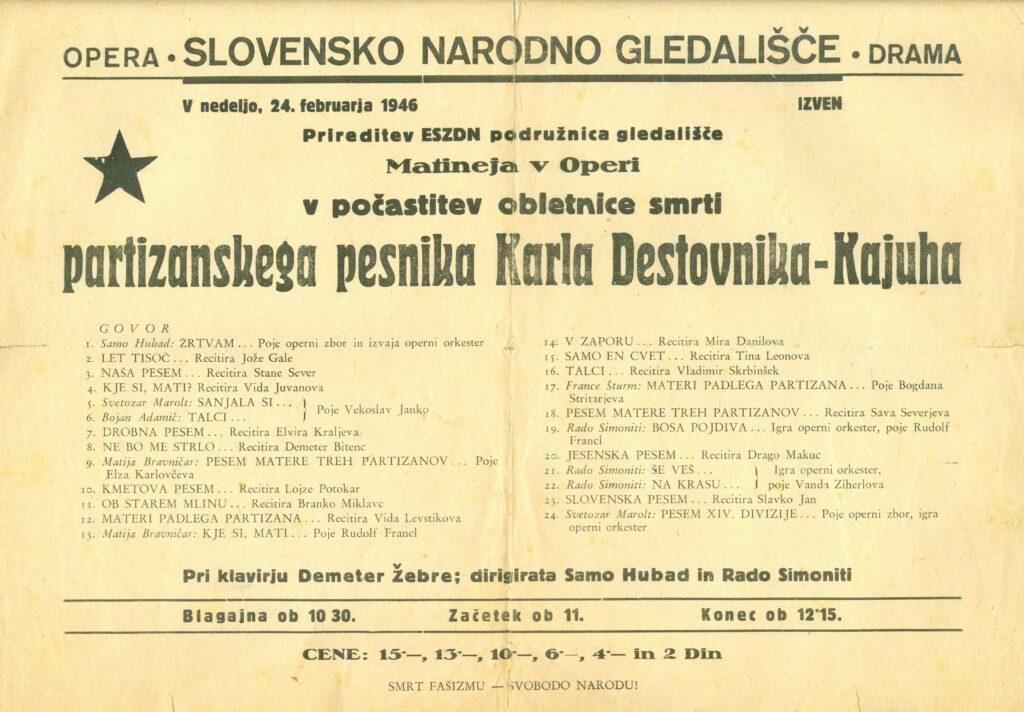 OPERA • SLOVENSKO NARODNO GLEDALIŠČE • DRAMA
V nedeljo, 24. februarja 1946 IZVEN
Prireditev ESZDN podružnica gledališče
Matineja v Operi
v počastitev obletnice smrti
partizanskega pesnika Karla Destovnika-Kajuha
GOVOR
1. Samo Hubad: ŽRTVAM... Poje operni zbor in izvaja operni orkester
2. LET TISOČ... Recitira Jože Gale
3. NAŠA PESEM... Recitira Stane Sever
4. KJE SI, MATI? Recitira Vida Juvanova
5. Svetozar Marolt: SANJALA SI... }
6. Bojan Adamič: TALCI... } Poje Vekoslav Janko
7. DROBNA PESEM... Recitira Elvira Kraljeva
8. NE BO ME STRLO... Recitira Demeter Bitenc
9. Matija Bravničar: PESEM MATERE TREH PARTIZANOV... Poje
Elza Karlovčeva
10. KMETOVA PESEM... Recitira Lojze Potokar
11. OB STAREM MLINU... Recitira Branko Miklavc
12. MATERI PADLEGA PARTIZANA... Recitira Vida Levstikova
13. Matija Bravničar: KJE SI, MATI... Poje Rudolf Francl
14. V ZAPORU... Recitira Mira Danilova
15. SAMO EN CVET... Recitira Tina Leonova
16. TALCI... Recitira Vladimir Skrbinšek
17. France Šturm: MATERI PADLEGA PARTIZANA... Poje Bogdana
Stritarjeva
18. PESEM MATERE TREH PARTIZANOV... Recitira Sava Severjeva
19. Rado Simoniti: BOSA POJDIVA... Igra operni orkester, poje Rudolf
Francl
20. JESENSKA PESEM... Recitira Drago Makuc
21. Rado Simoniti: ŠE VEŠ... } Igra operni orkester,
22. Rado Simoniti: NA KRASU... } poje Vanda Ziherlova
23. SLOVENSKA PESEM... Recitira Slavko Jan
24. Svetozar Marolt: PESEM XIV. DIVIZIJE... Poje operni zbor, igra
operni orkester
Pri klavirju Demeter Žebre; dirigirata Samo Hubad in Rado Simoniti
Blagajna ob 10 30. Začetek ob 11. Konec ob 12·15.
CENE: 15·—, 13·—, 10·—, 6·—, 4·— in 2 Din
SMRT FAŠIZMU — SVOBODO NARODU!